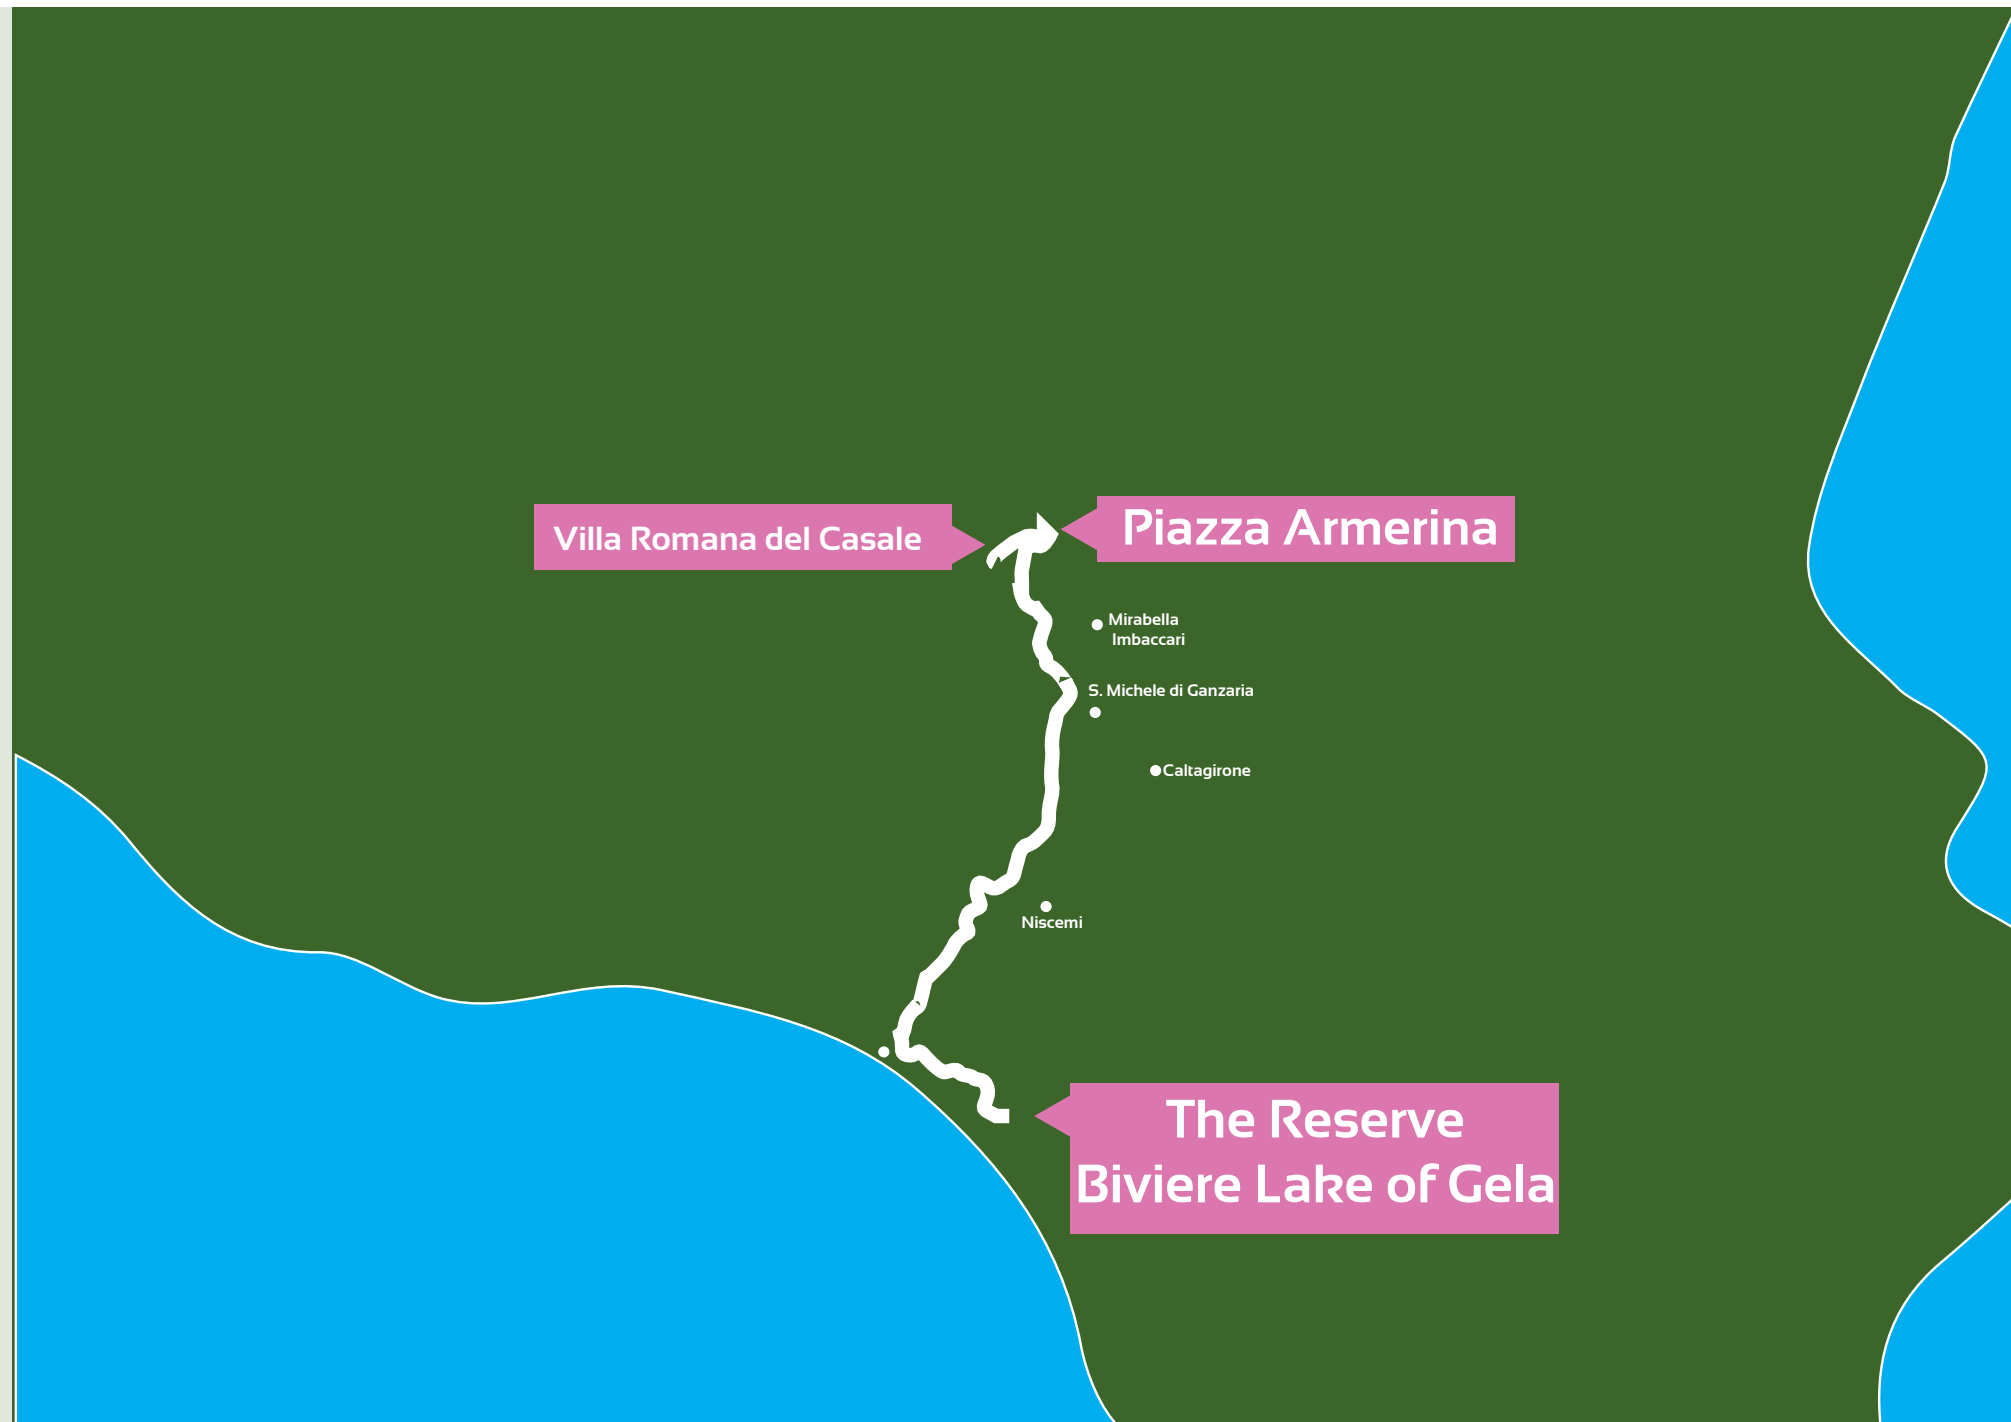 Piazza Armerina
Villa Romana del Casale
Mirabella
Imbaccari
S. Michele di Ganzaria
Caltagirone
Niscemi
The Reserve
Biviere Lake of Gela